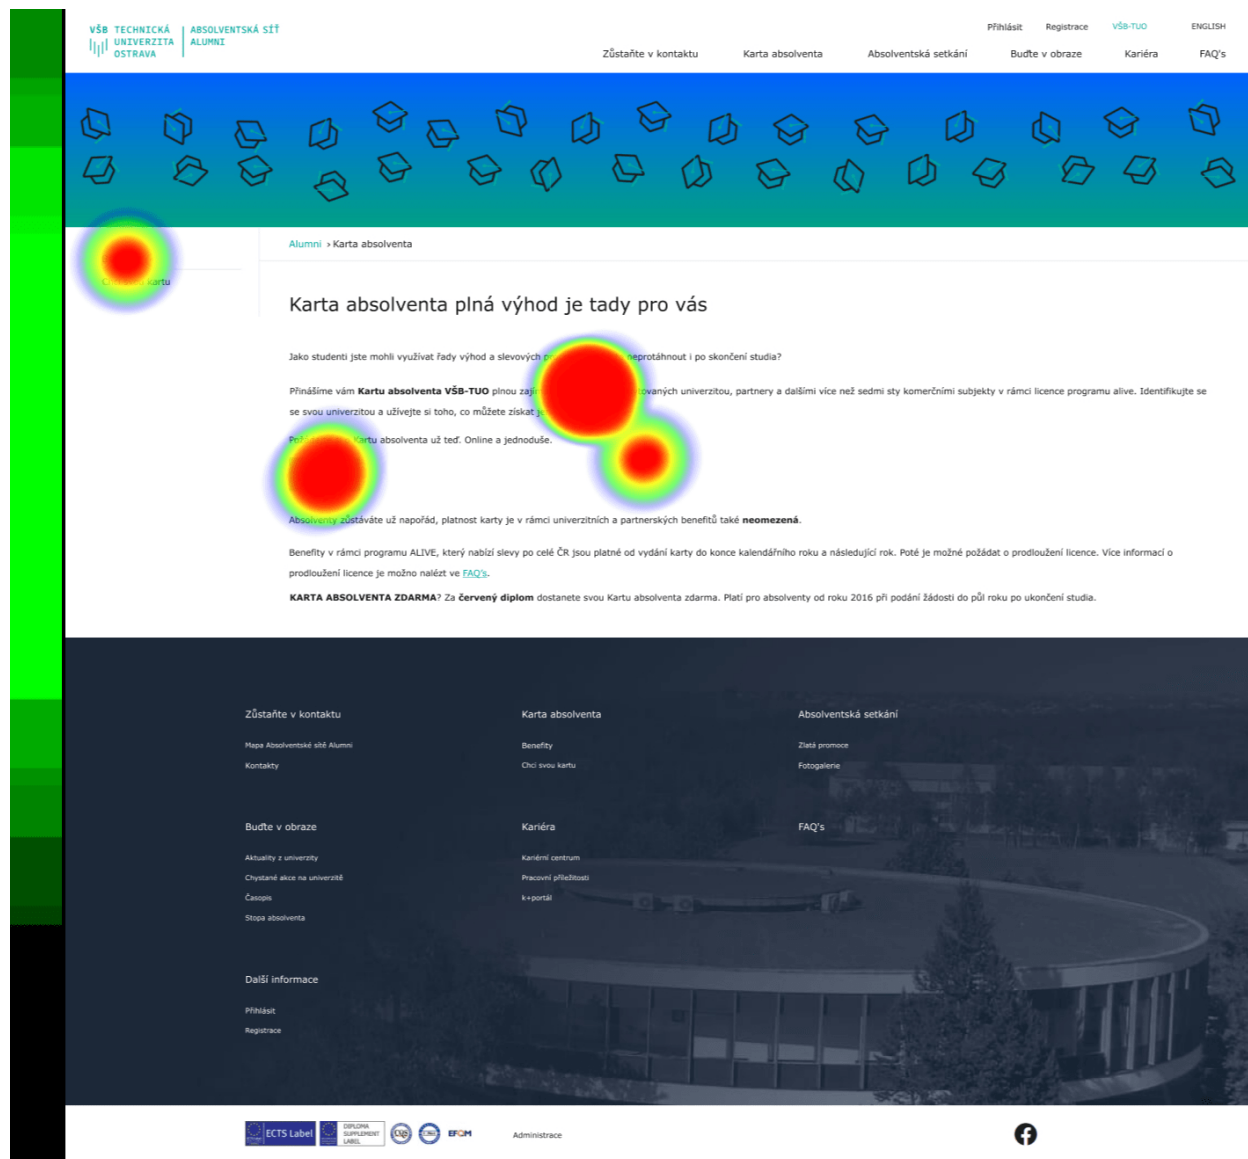 VŠB TECHNICKÁ UNIVERZITA OSTRAVA
ABSOLVENTSKÁ SÍŤ ALUMNI
Přihlásit Registrace VŠB-TUO ENGLISH
Zůstaňte v kontaktu Karta absolventa Absolventská setkání Buďte v obraze Kariéra FAQ's
Alumni › Karta absolventa
kartu
Karta absolventa plná výhod je tady pro vás
Jako studenti jste mohli využívat řady výhod a slevových neprotáhnout i po skončení studia?
Přinášíme vám Kartu absolventa VŠB-TUO plnou univerzitou, partnery a dalšími více než sedmi sty komerčními subjekty v rámci licence programu alive. Identifikujte se
se svou univerzitou a užívejte si toho, co můžete získat
Kartu absolventa už teď. Online a jednoduše.
Absolventy zůstáváte už napořád, platnost karty je v rámci univerzitních a partnerských benefitů také neomezená.
Benefity v rámci programu ALIVE, který nabízí slevy po celé ČR jsou platné od vydání karty do konce kalendářního roku a následující rok. Poté je možné požádat o prodloužení licence. Více informací o
prodloužení licence je možno nalézt ve FAQ's.
KARTA ABSOLVENTA ZDARMA? Za červený diplom dostanete svou Kartu absolventa zdarma. Platí pro absolventy od roku 2016 při podání žádosti do půl roku po ukončení studia.
Zůstaňte v kontaktu
Mapa Absolventské sítě Alumni
Kontakty
Karta absolventa
Benefity
Chci svou kartu
Absolventská setkání
Zlatá promoce
Fotogalerie
Buďte v obraze
Aktuality z univerzity
Chystané akce na univerzitě
Časopis
Stopa absolventa
Kariéra
Kariérní centrum
Pracovní příležitosti
k+portál
FAQ's
Další informace
Přihlásit
Registrace
ECTS Label
DIPLOMA SUPPLEMENT LABEL
EFQM
Administrace